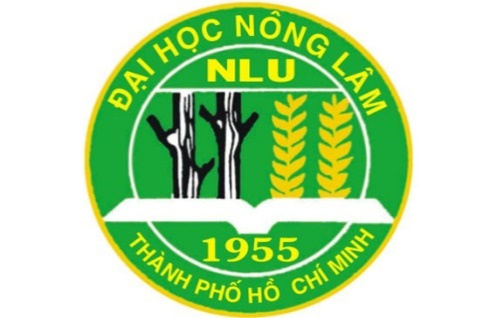 ĐẠI HỌC NÔNG LÂM
NLU
1955
THÀNH PHỐ HỒ CHÍ MINH